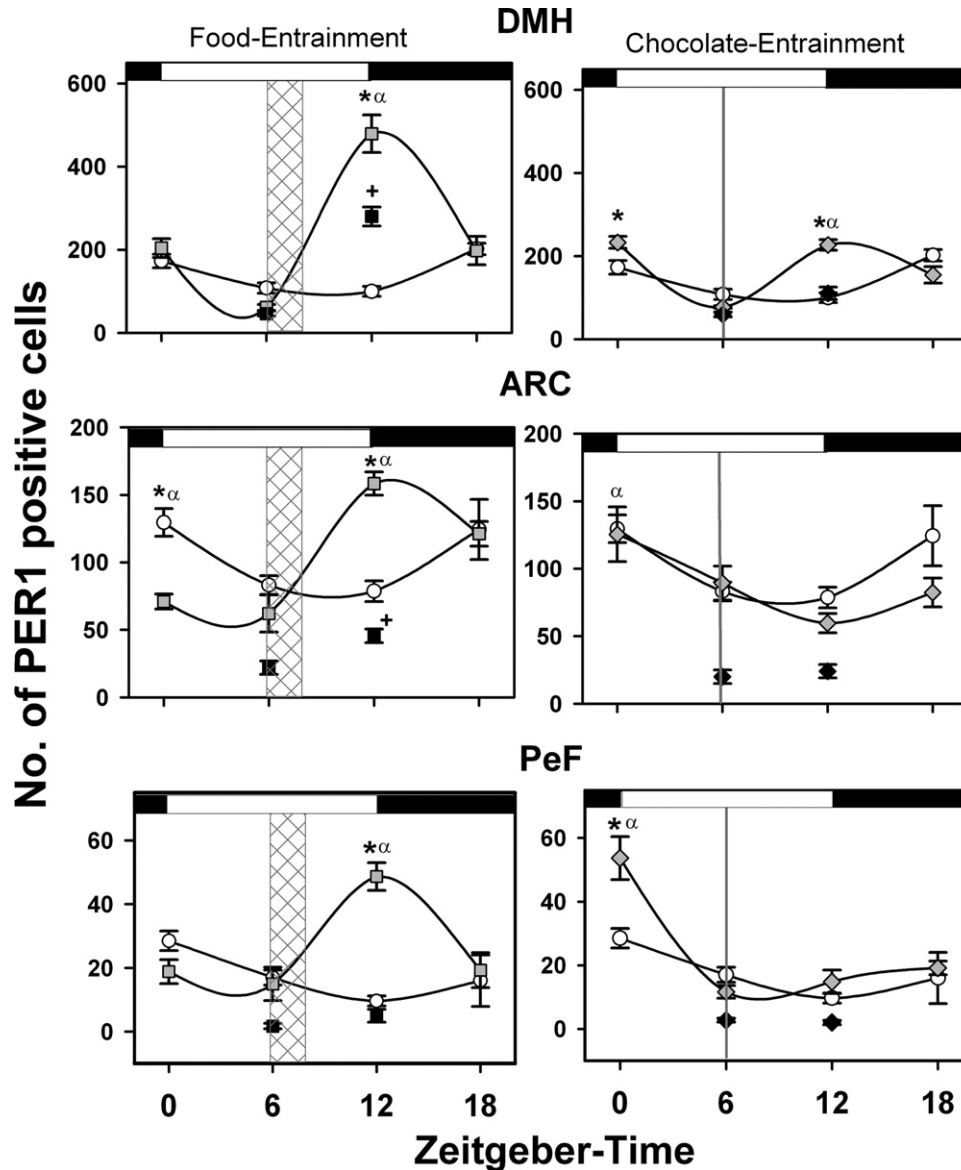 DMH
Food-Entrainment
Chocolate-Entrainment
600
400
200
0
*α
+
600
400
200
0
*
*α
ARC
200
150
100
50
0
*α
*α
+
200
150
100
50
0
α
PeF
60
40
20
0
*α
60
40
20
0
*α
0 6 12 18
0 6 12 18
No. of PER1 positive cells
Zeitgeber-Time